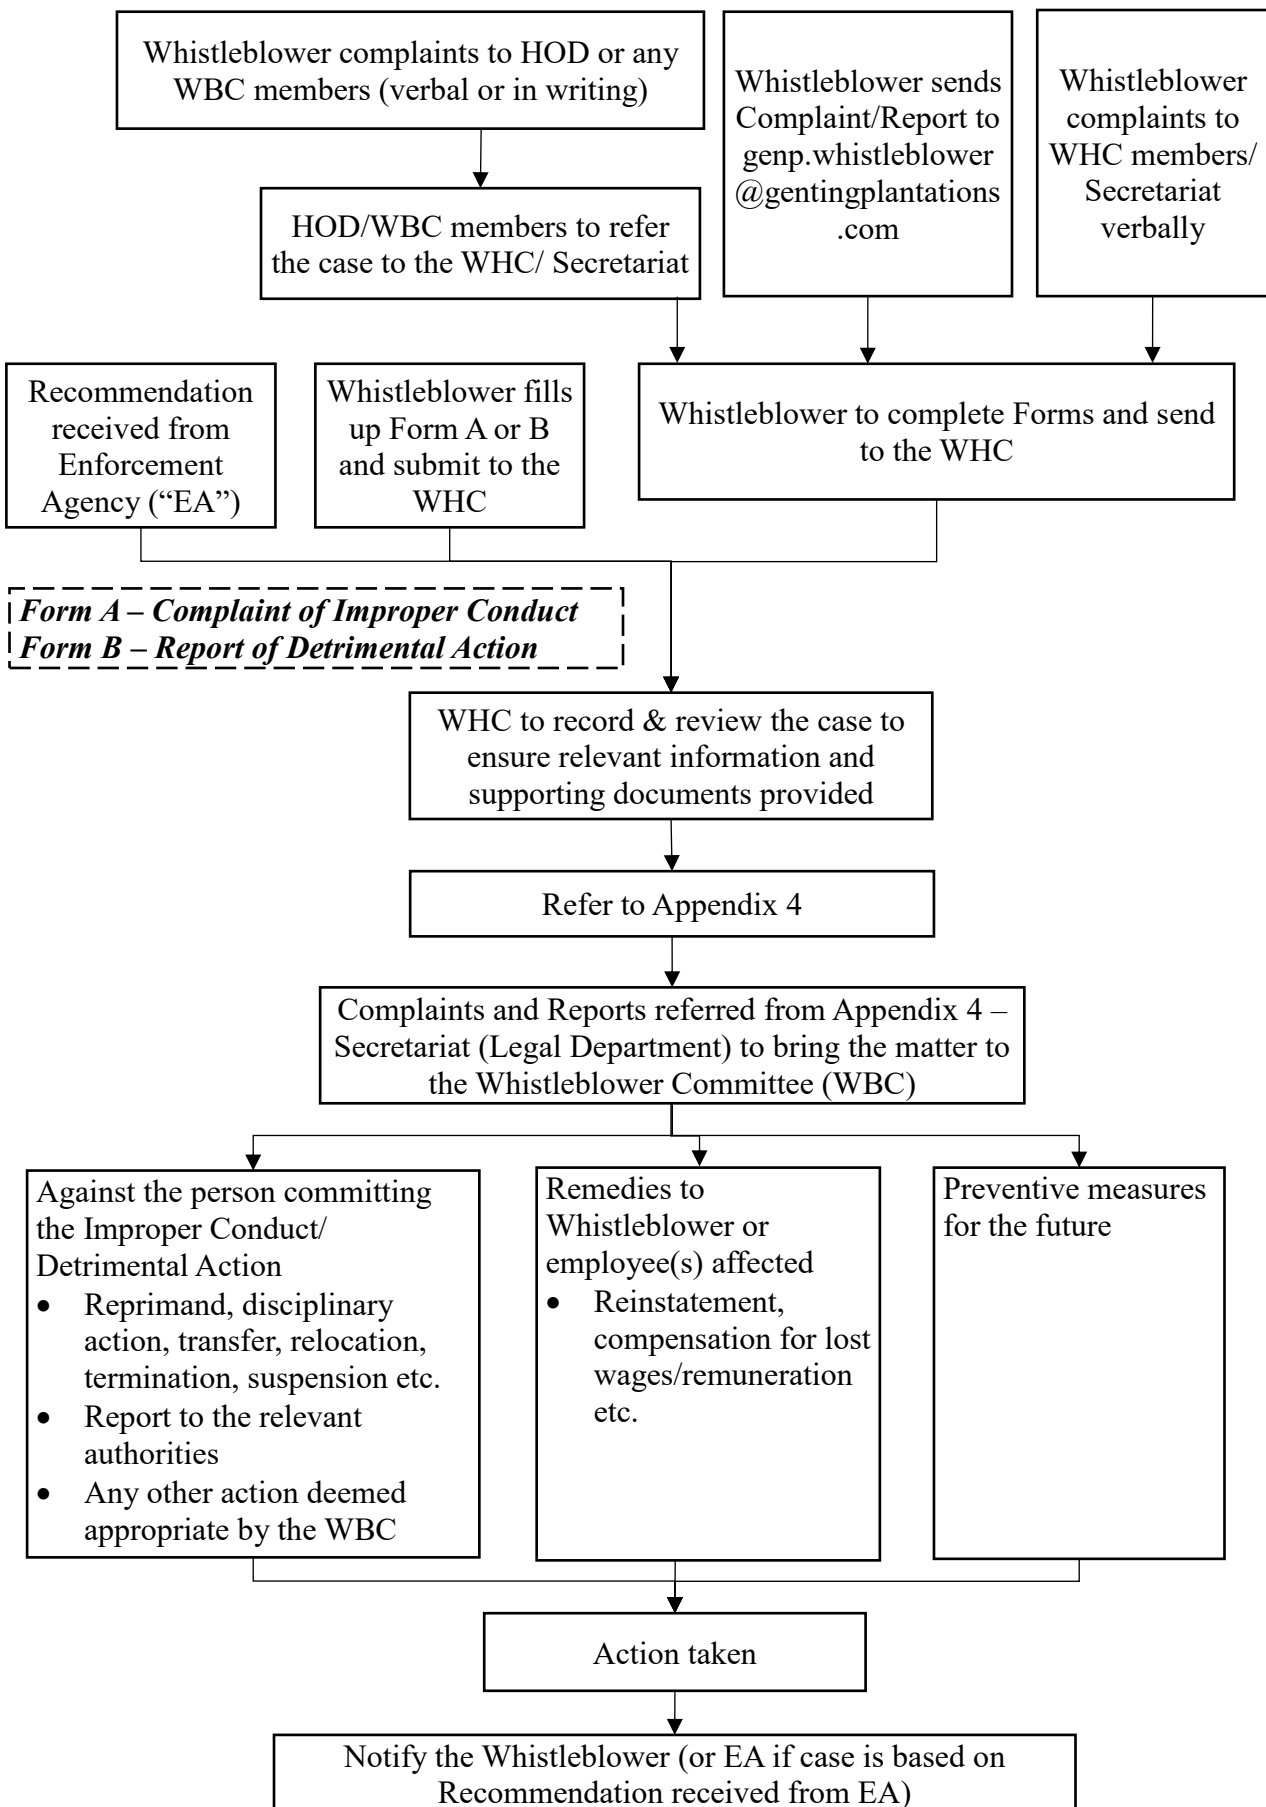 Whistleblower complaints to HOD or any
WBC members (verbal or in writing)
Whistleblower sends
Complaint/Report to
genp.whistleblower
@gentingplantations
.com
Whistleblower
complaints to
WHC members/
Secretariat
verbally
HOD/WBC members to refer
the case to the WHC/ Secretariat
Recommendation
received from
Enforcement
Agency (“EA”)
Whistleblower fills
up Form A or B
and submit to the
WHC
Whistleblower to complete Forms and send
to the WHC
Form A – Complaint of Improper Conduct
Form B – Report of Detrimental Action
WHC to record & review the case to
ensure relevant information and
supporting documents provided
Refer to Appendix 4
Complaints and Reports referred from Appendix 4 –
Secretariat (Legal Department) to bring the matter to
the Whistleblower Committee (WBC)
Against the person committing
the Improper Conduct/
Detrimental Action
• Reprimand, disciplinary
action, transfer, relocation,
termination, suspension etc.
• Report to the relevant
authorities
• Any other action deemed
appropriate by the WBC
Remedies to
Whistleblower or
employee(s) affected
• Reinstatement,
compensation for lost
wages/remuneration
etc.
Preventive measures
for the future
Action taken
Notify the Whistleblower (or EA if case is based on
Recommendation received from EA)